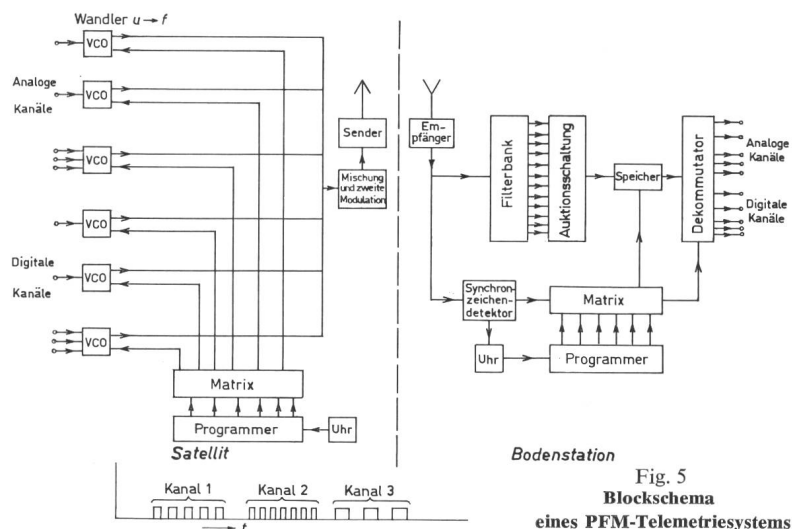 Wandler u → f
VCO
Analoge
Kanäle
VCO
VCO
VCO
Digitale
Kanäle
VCO
VCO
Sender
Mischung
und zweite
Modulation
Matrix
Programmer
Uhr
Satellit
Em-
pfänger
Filterbank
Auktionsschaltung
Speicher
Dekommutator
Analoge
Kanäle
Digitale
Kanäle
Synchron-
zeichen-
detektor
Matrix
Uhr
Programmer
Bodenstation
Kanal 1
Kanal 2
Kanal 3
t
Fig. 5
Blockschema
eines PFM-Telemetriesystems